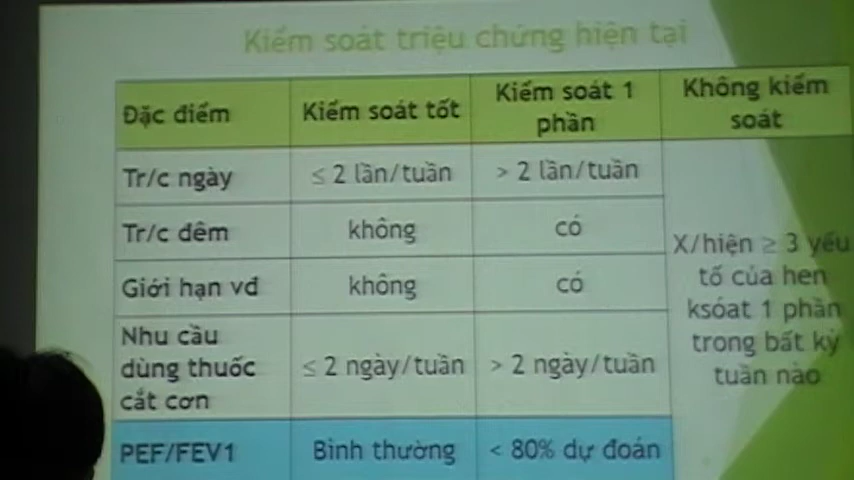 Kiểm soát triệu chứng hiện tại
Đặc điểm
Kiểm soát tốt
Kiểm soát 1
phần
Không kiểm
soát
Tr/c ngày
≤ 2 lần/tuần
> 2 lần/tuần
X/hiện ≥ 3 yếu
tố của hen
ksóat 1 phần
trong bất kỳ
tuần nào
Tr/c đêm
không
có
Giới hạn vđ
không
có
Nhu cầu
dùng thuốc
cắt cơn
≤ 2 ngày/tuần
> 2 ngày/tuần
PEF/FEV1
Bình thường
< 80% dự đoán